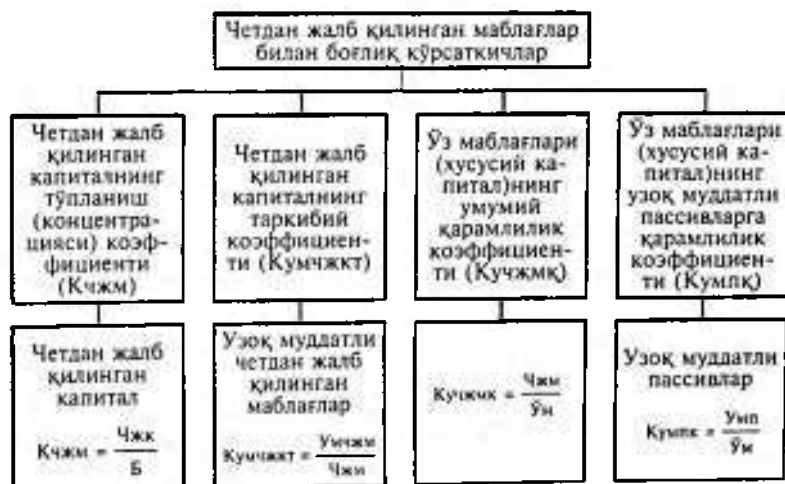 Четдан жалб қилинган маблағлар
билан боғлиқ кўрсаткичлар
Четдан жалб
қилинган
капиталнинг
тўпланиш
(концентра-
цияси) коэф-
фициенти
(Кчжм)
Четдан жалб
қилинган
капиталнинг
таркибий
коэффициен-
ти (Кумчжкт)
Ўз маблағлари
(хусусий ка-
питал)нинг
умумий
қарамлилик
коэффициен-
ти (Кучжмқ)
Ўз маблағлари
(хусусий ка-
питал)нинг
узоқ муддатли
пассивларга
қарамлилик
коэффициен-
ти (Кумпқ)
Четдан жалб
қилинган
капитал
Кчжм = Чжк / Б
Узоқ муддатли
четдан жалб
қилинган
маблағлар
Кумчжкт = Умчжм / Чжм
Кучжмк = Чжм / Ўм
Узоқ муддатли
пассивлар
Кумпк = Умп / Ўм